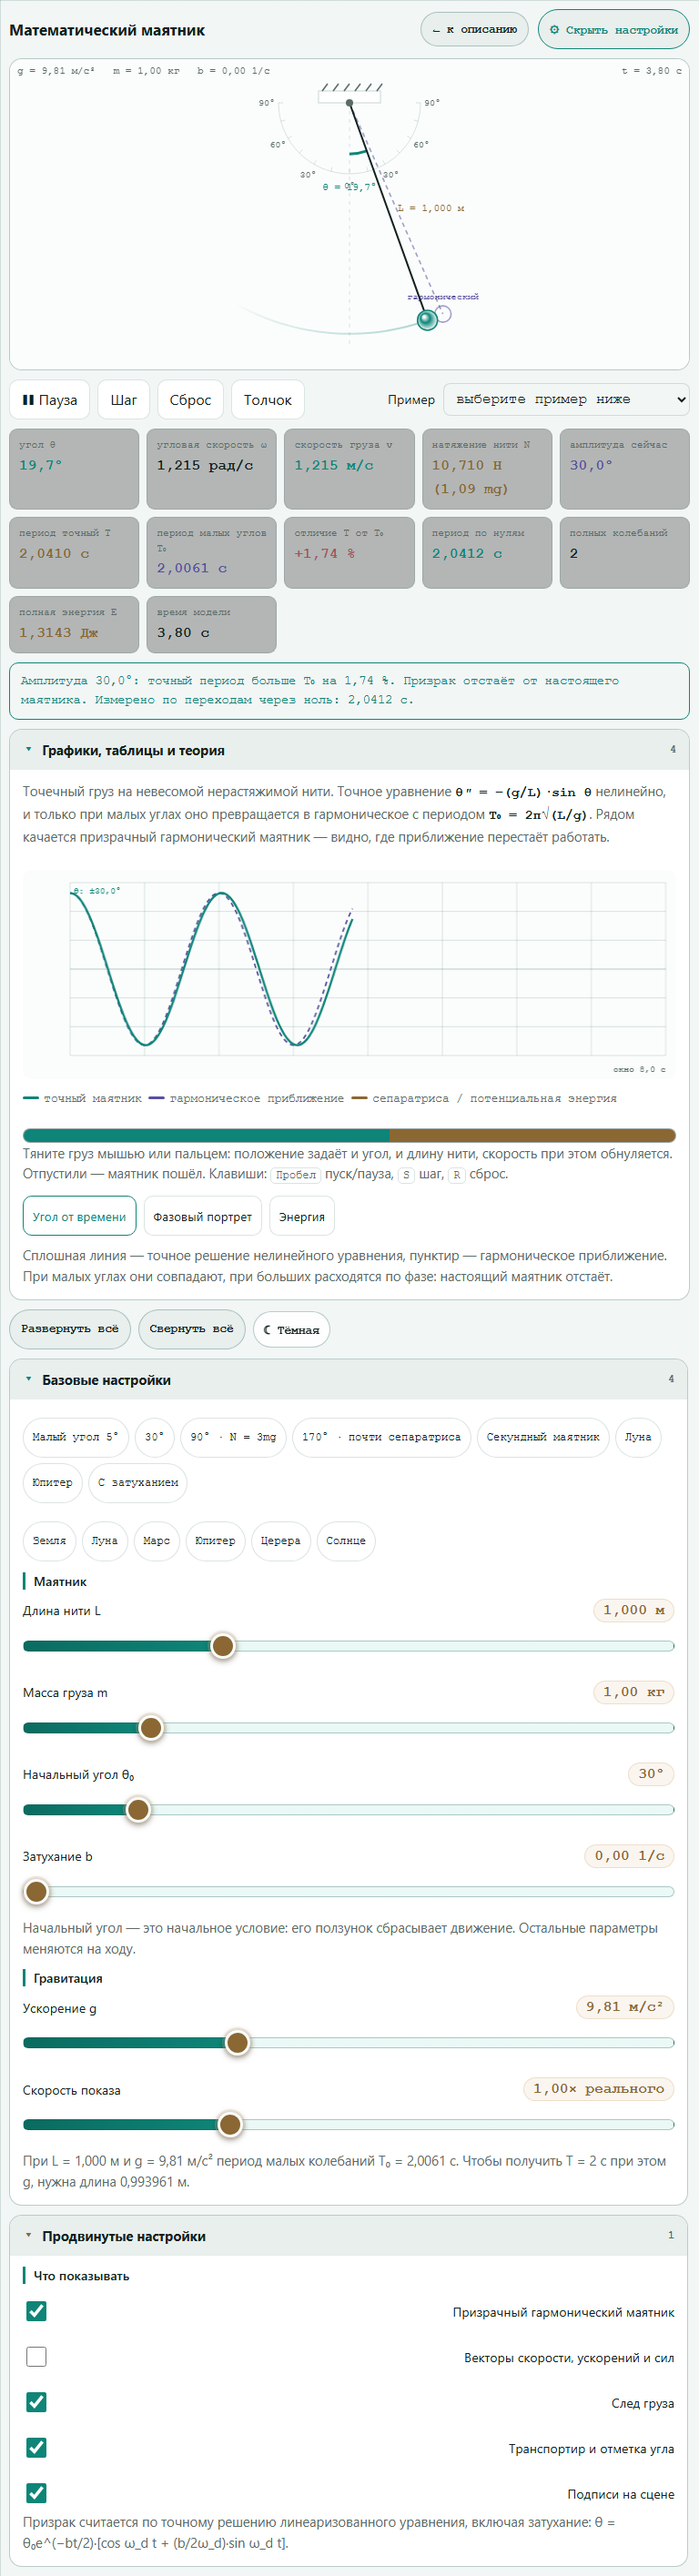 Математический маятник
← к описанию
⚙ Скрыть настройки
g = 9,81 м/с² m = 1,00 кг b = 0,00 1/с
t = 3,80 с
90° 90°
60° 60°
30° 0° 30°
θ = 19,7°
L = 1,000 м
гармонический
Пауза Шаг Сброс Толчок
Пример выберите пример ниже
угол θ
19,7°
угловая скорость ω
1,215 рад/с
скорость груза v
1,215 м/с
натяжение нити N
10,710 Н
(1,09 mg)
амплитуда сейчас
30,0°
период точный T
2,0410 с
период малых углов
T₀
2,0061 с
отличие T от T₀
+1,74 %
период по нулям
2,0412 с
полных колебаний
2
полная энергия E
1,3143 Дж
время модели
3,80 с
Амплитуда 30,0°: точный период больше T₀ на 1,74 %. Призрак отстаёт от настоящего
маятника. Измерено по переходам через ноль: 2,0412 с.
Графики, таблицы и теория 4
Точечный груз на невесомой нерастяжимой нити. Точное уравнение θ″ = −(g/L)·sin θ нелинейно,
и только при малых углах оно превращается в гармоническое с периодом T₀ = 2π√(L/g). Рядом
качается призрачный гармонический маятник — видно, где приближение перестаёт работать.
θ: ±30,0°
окно 8,0 с
точный маятник гармоническое приближение сепаратриса / потенциальная энергия
Тяните груз мышью или пальцем: положение задаёт и угол, и длину нити, скорость при этом обнуляется.
Отпустили — маятник пошёл. Клавиши: Пробел пуск/пауза, S шаг, R сброс.
Угол от времени Фазовый портрет Энергия
Сплошная линия — точное решение нелинейного уравнения, пунктир — гармоническое приближение.
При малых углах они совпадают, при больших расходятся по фазе: настоящий маятник отстаёт.
Развернуть всё Свернуть всё ☾ Тёмная
Базовые настройки 4
Малый угол 5° 30° 90° · N = 3mg 170° · почти сепаратриса Секундный маятник Луна
Юпитер С затуханием
Земля Луна Марс Юпитер Церера Солнце
Маятник
Длина нити L 1,000 м
Масса груза m 1,00 кг
Начальный угол θ₀ 30°
Затухание b 0,00 1/с
Начальный угол — это начальное условие: его ползунок сбрасывает движение. Остальные параметры
меняются на ходу.
Гравитация
Ускорение g 9,81 м/с²
Скорость показа 1,00× реального
При L = 1,000 м и g = 9,81 м/с² период малых колебаний T₀ = 2,0061 с. Чтобы получить T = 2 с при этом
g, нужна длина 0,993961 м.
Продвинутые настройки 1
Что показывать
Призрачный гармонический маятник
Векторы скорости, ускорений и сил
След груза
Транспортир и отметка угла
Подписи на сцене
Призрак считается по точному решению линеаризованного уравнения, включая затухание: θ =
θ₀e^(−bt/2)·[cos ω_d t + (b/2ω_d)·sin ω_d t].